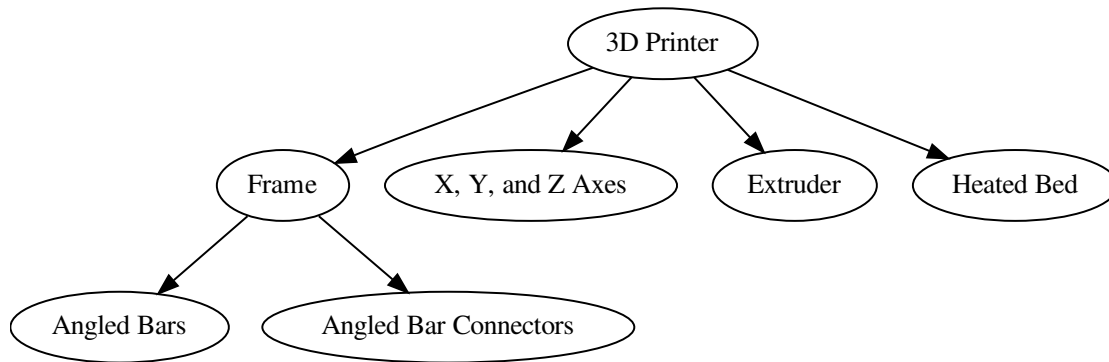 3D Printer
Frame
X, Y, and Z Axes
Extruder
Heated Bed
Angled Bars
Angled Bar Connectors